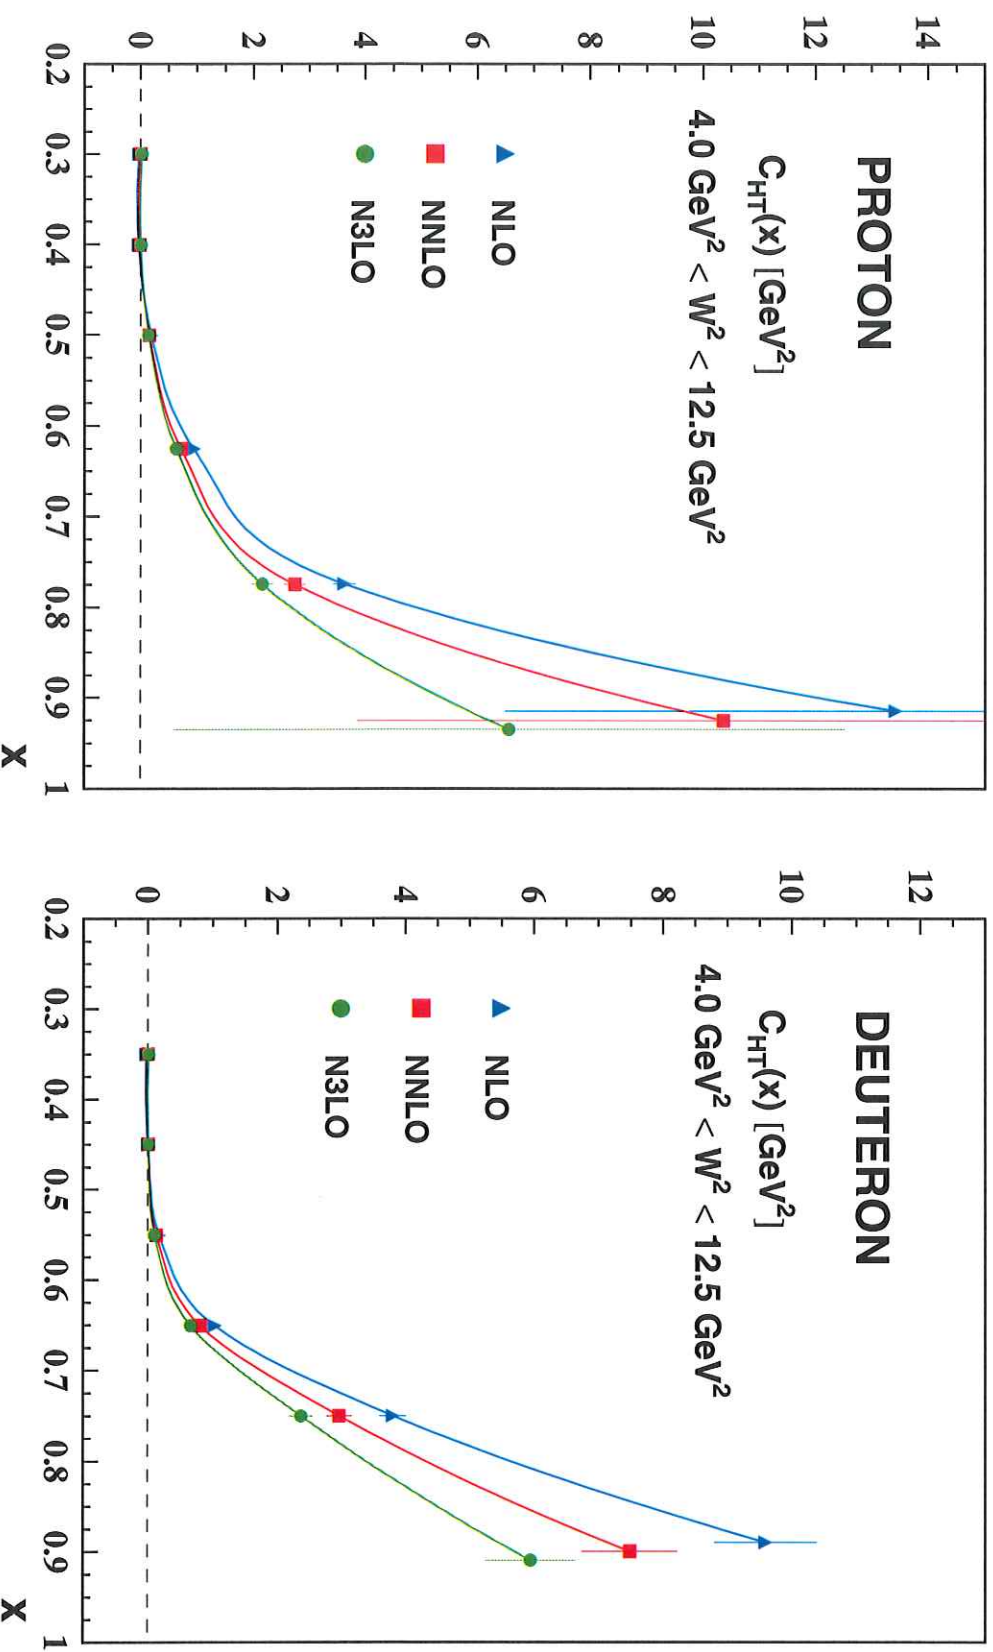 PROTON
C_HT(x) [GeV²]
4.0 GeV² < W² < 12.5 GeV²
NLO
NNLO
N3LO
14
12
10
8
6
4
2
0
0.2 0.3 0.4 0.5 0.6 0.7 0.8 0.9 1
x
DEUTERON
C_HT(x) [GeV²]
4.0 GeV² < W² < 12.5 GeV²
NLO
NNLO
N3LO
12
10
8
6
4
2
0
0.2 0.3 0.4 0.5 0.6 0.7 0.8 0.9 1
x